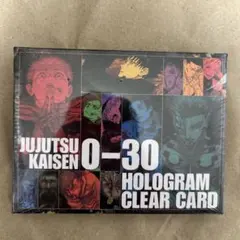 JUJUTSU
KAISEN 0-30
HOLOGRAM
CLEAR CARD